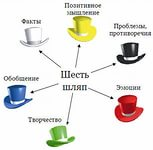 Позитивное
мышление
Факты
Проблемы,
противоречия
Шесть
шляп
Обобщение
Эмоции
Творчество